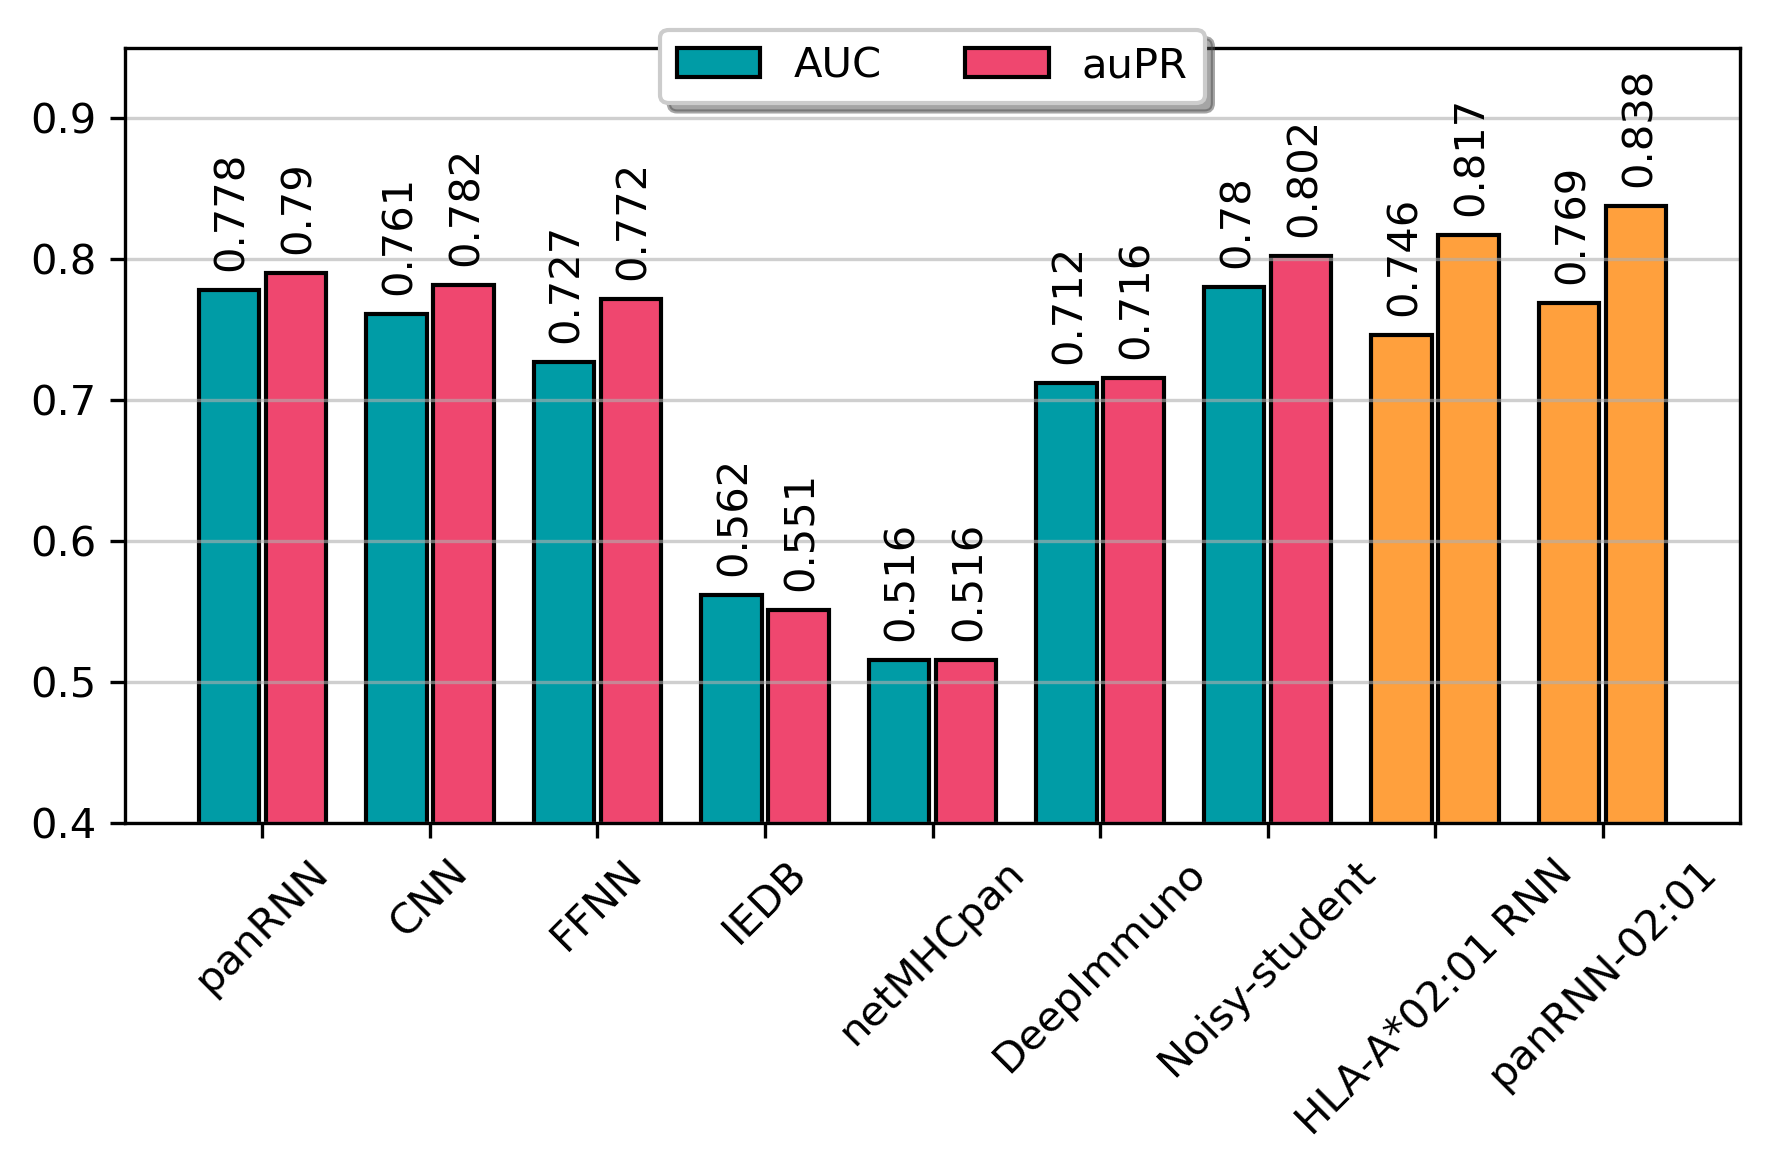 AUC auPR
0.9
0.8
0.7
0.6
0.5
0.4
0.778
0.79
0.761
0.782
0.727
0.772
0.562
0.551
0.516
0.516
0.712
0.716
0.78
0.802
0.746
0.817
0.769
0.838
panRNN
CNN
FFNN
IEDB
netMHCpan
DeepImmuno
Noisy-student
HLA-A*02:01 RNN
panRNN-02:01